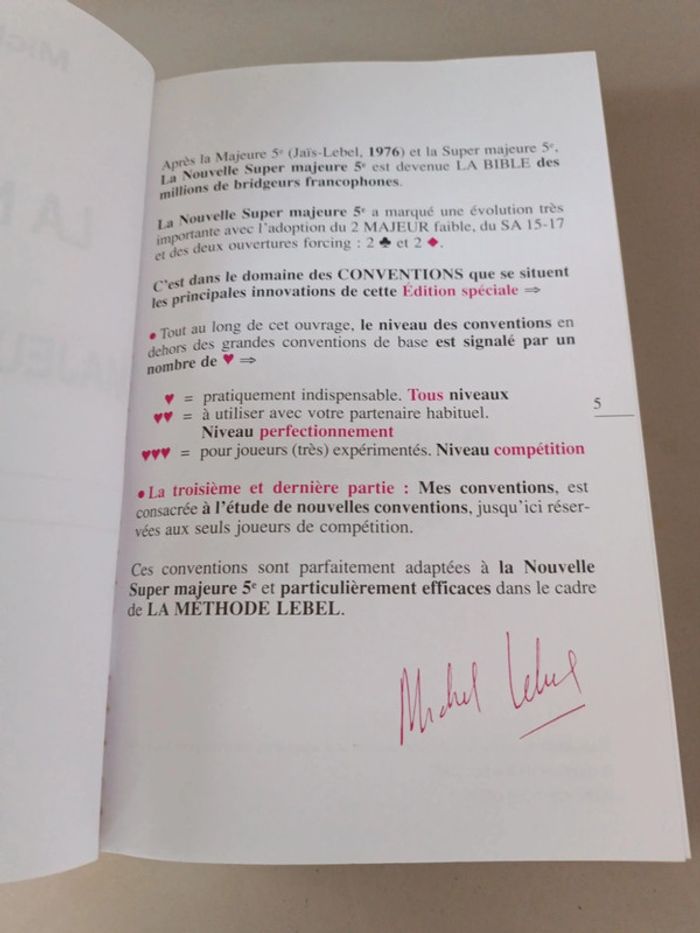 Après la Majeure 5e (Jaïs-Lebel, 1976) et la Super majeure 5e,
La Nouvelle Super majeure 5e est devenue LA BIBLE des
millions de bridgeurs francophones.
La Nouvelle Super majeure 5e a marqué une évolution très
importante avec l'adoption du 2 MAJEUR faible, du SA 15-17
et des deux ouvertures forcing : 2 ♣ et 2 ♦.
C'est dans le domaine des CONVENTIONS que se situent
les principales innovations de cette Édition spéciale ⇒
• Tout au long de cet ouvrage, le niveau des conventions en
dehors des grandes conventions de base est signalé par un
nombre de ♥ ⇒
♥ = pratiquement indispensable. Tous niveaux
♥♥ = à utiliser avec votre partenaire habituel.
Niveau perfectionnement
5
♥♥♥ = pour joueurs (très) expérimentés. Niveau compétition
• La troisième et dernière partie : Mes conventions, est
consacrée à l'étude de nouvelles conventions, jusqu'ici réser-
vées aux seuls joueurs de compétition.
Ces conventions sont parfaitement adaptées à la Nouvelle
Super majeure 5e et particulièrement efficaces dans le cadre
de LA MÉTHODE LEBEL.
Michel Lebel